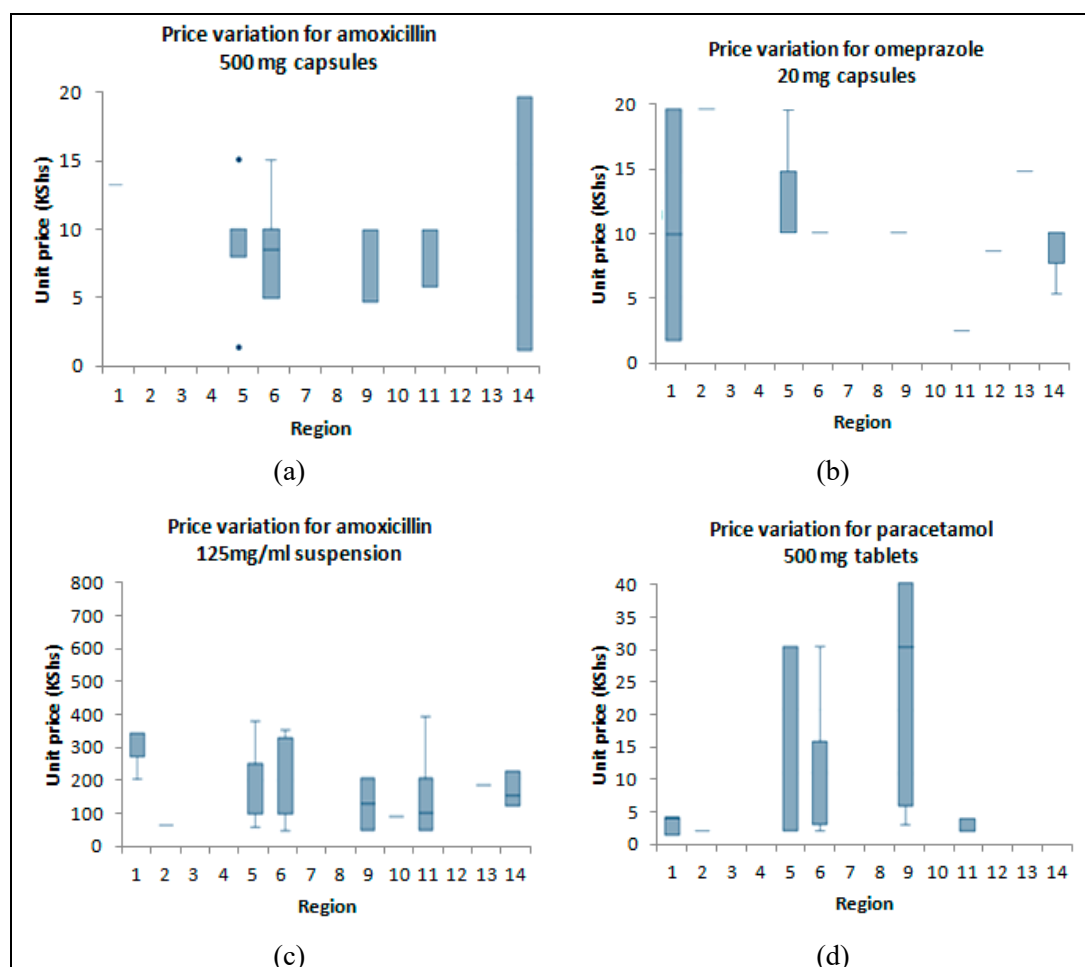 Price variation for amoxicillin
500 mg capsules
20
15
10
5
0
Unit price (KShs)
1 2 3 4 5 6 7 8 9 10 11 12 13 14
Region
(a)
Price variation for omeprazole
20 mg capsules
20
15
10
5
0
Unit price (KShs)
1 2 3 4 5 6 7 8 9 10 11 12 13 14
Region
(b)
Price variation for amoxicillin
125mg/ml suspension
800
700
600
500
400
300
200
100
0
Unit price (KShs)
1 2 3 4 5 6 7 8 9 10 11 12 13 14
Region
(c)
Price variation for paracetamol
500 mg tablets
40
35
30
25
20
15
10
5
0
Unit price (KShs)
1 2 3 4 5 6 7 8 9 10 11 12 13 14
Region
(d)